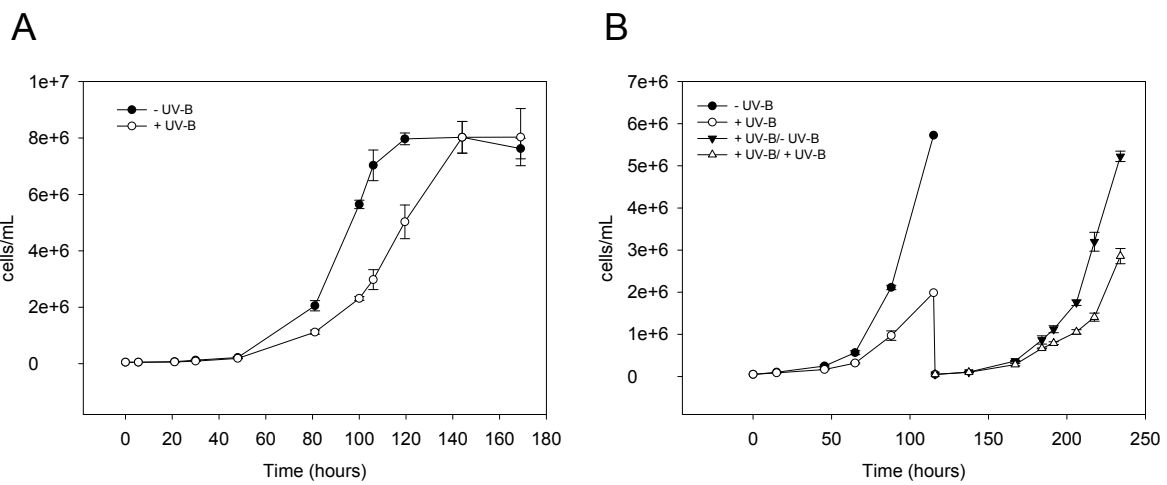 A
B
1e+7
8e+6
6e+6
4e+6
2e+6
0
cells/mL
- UV-B
+ UV-B
0 20 40 60 80 100 120 140 160 180
Time (hours)
7e+6
6e+6
5e+6
4e+6
3e+6
2e+6
1e+6
0
cells/mL
- UV-B
+ UV-B
+ UV-B/- UV-B
+ UV-B/ + UV-B
0 50 100 150 200 250
Time (hours)